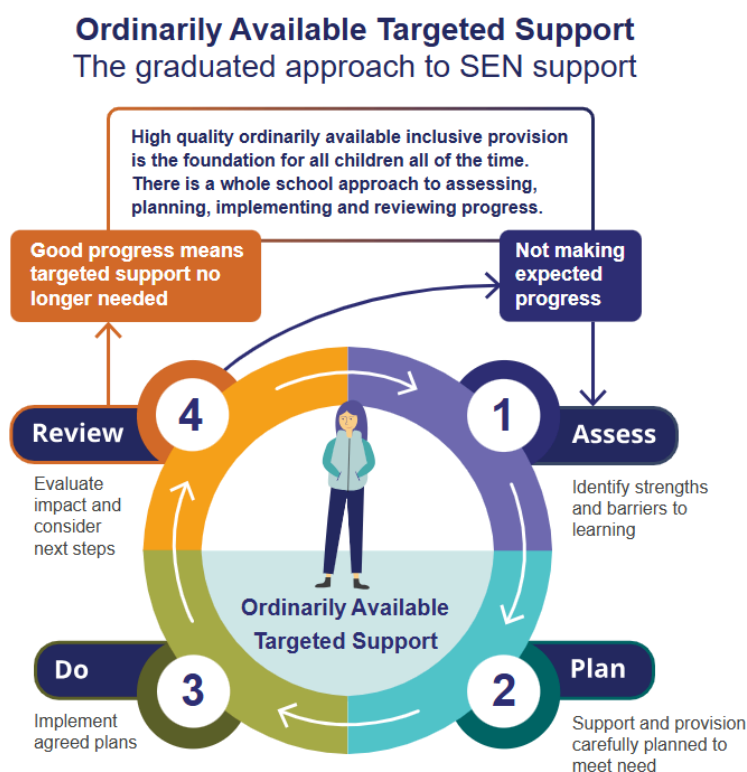 Ordinarily Available Targeted Support
The graduated approach to SEN support
High quality ordinarily available inclusive provision
is the foundation for all children all of the time.
There is a whole school approach to assessing,
planning, implementing and reviewing progress.
Good progress means
targeted support no
longer needed
Not making
expected
progress
4
Review
Evaluate
impact and
consider
next steps
1
Assess
Identify strengths
and barriers to
learning
Ordinarily Available
Targeted Support
Do
3
Implement
agreed plans
2
Plan
Support and provision
carefully planned to
meet need